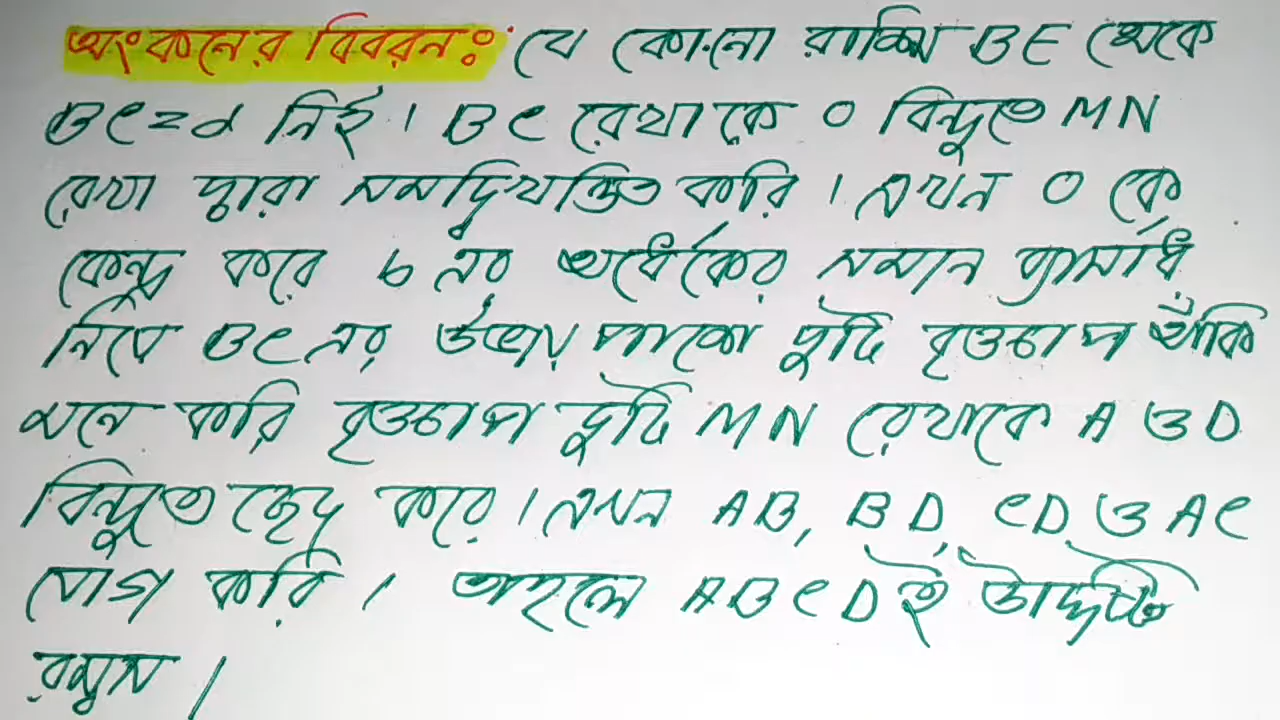 অংকনের বিবরন: যে কোনো রশ্মি BE থেকে
BC=d নিই। BC রেখাকে O বিন্দুতে MN
রেখা দ্বারা সমদ্বিখন্ডিত করি। এখন O কে
কেন্দ্র করে b এর অর্ধেকের সমান ব্যাসার্ধ
নিয়ে BC এর উভয় পাশে দুটি বৃত্তচাপ আঁকি
মনে করি বৃত্তচাপ দুটি MN রেখাকে A ও D
বিন্দুতে ছেদ করে। এখন AB, BD, CD ও AC
যোগ করি। তাহলে ABCD ই উদ্দিষ্ট
রম্বস।